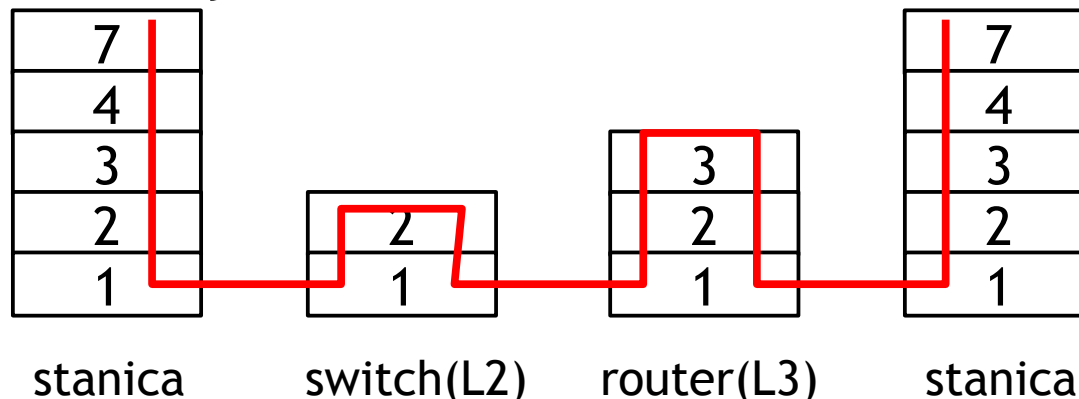 7 7
4 4
3 3 3
2 2 2 2
1 1 1 1
stanica switch(L2) router(L3) stanica